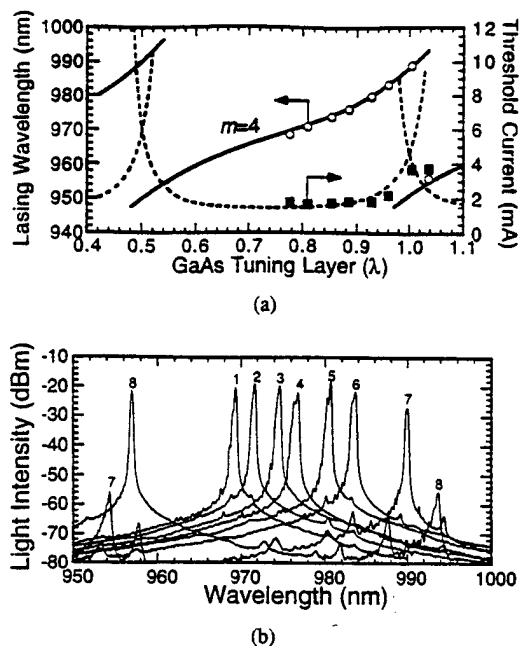 1000
990
980
970
960
950
940
Lasing Wavelength (nm)
m=4
12
10
8
6
4
2
0
Threshold Current (mA)
0.4 0.5 0.6 0.7 0.8 0.9 1.0 1.1
GaAs Tuning Layer (λ)
(a)
-10
-20
-30
-40
-50
-60
-70
-80
Light Intensity (dBm)
8 1 2 3 4 5 6 7
7 8
950 960 970 980 990 1000
Wavelength (nm)
(b)